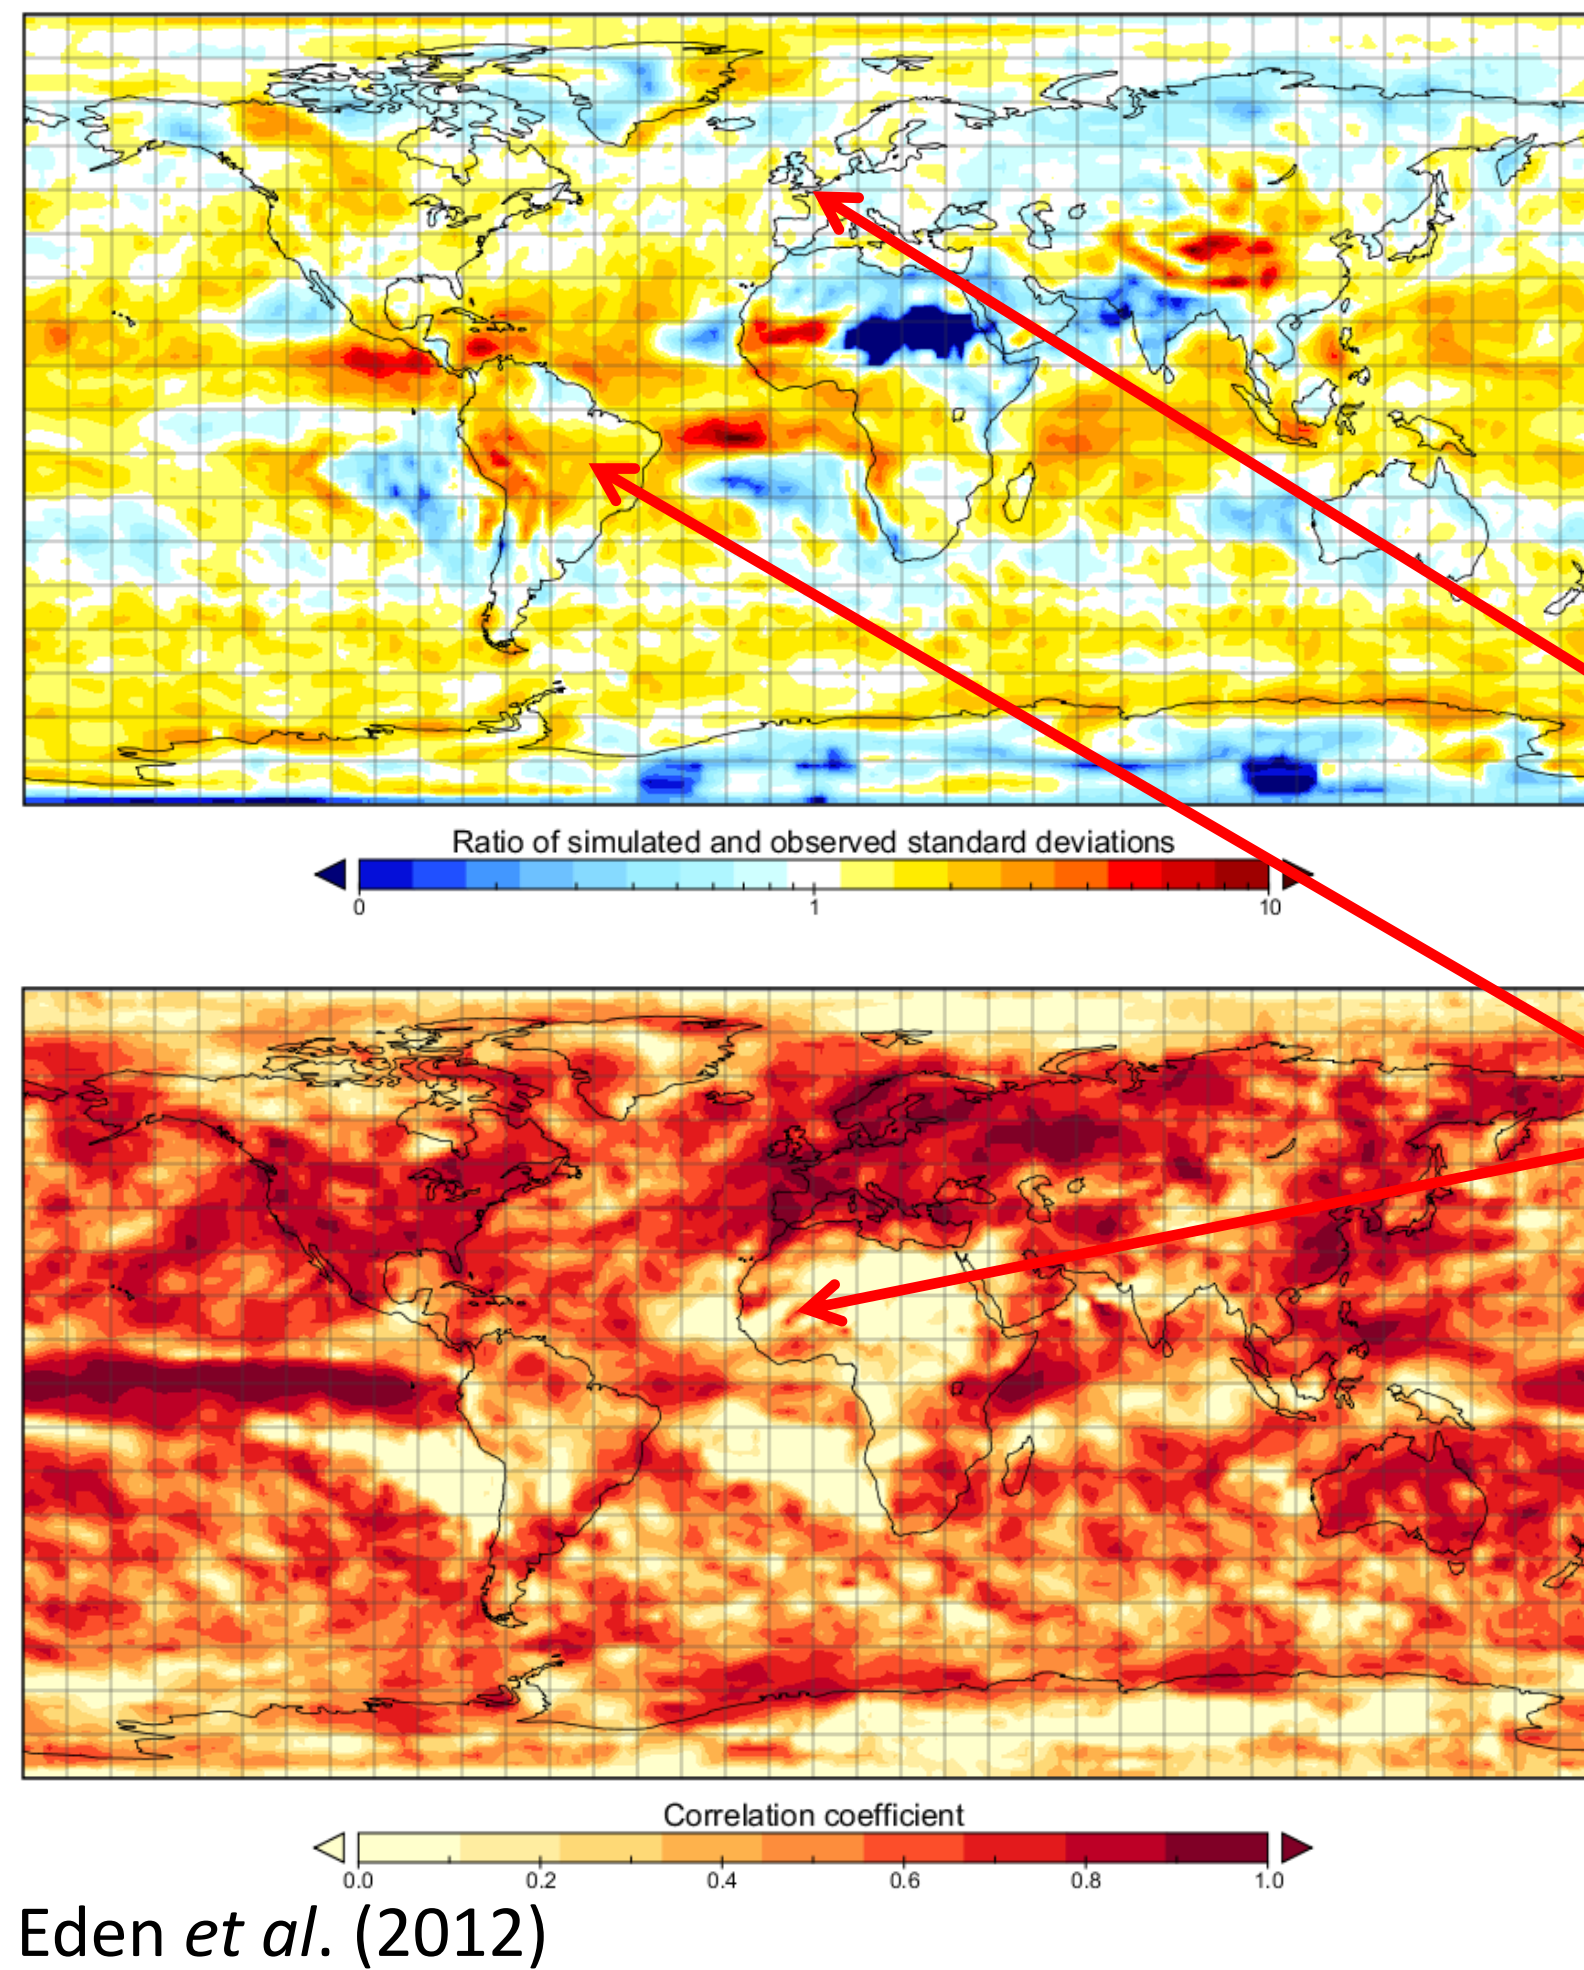 Ratio of simulated and observed standard deviations
0 1 10
Correlation coefficient
0.0 0.2 0.4 0.6 0.8 1.0
Eden et al. (2012)